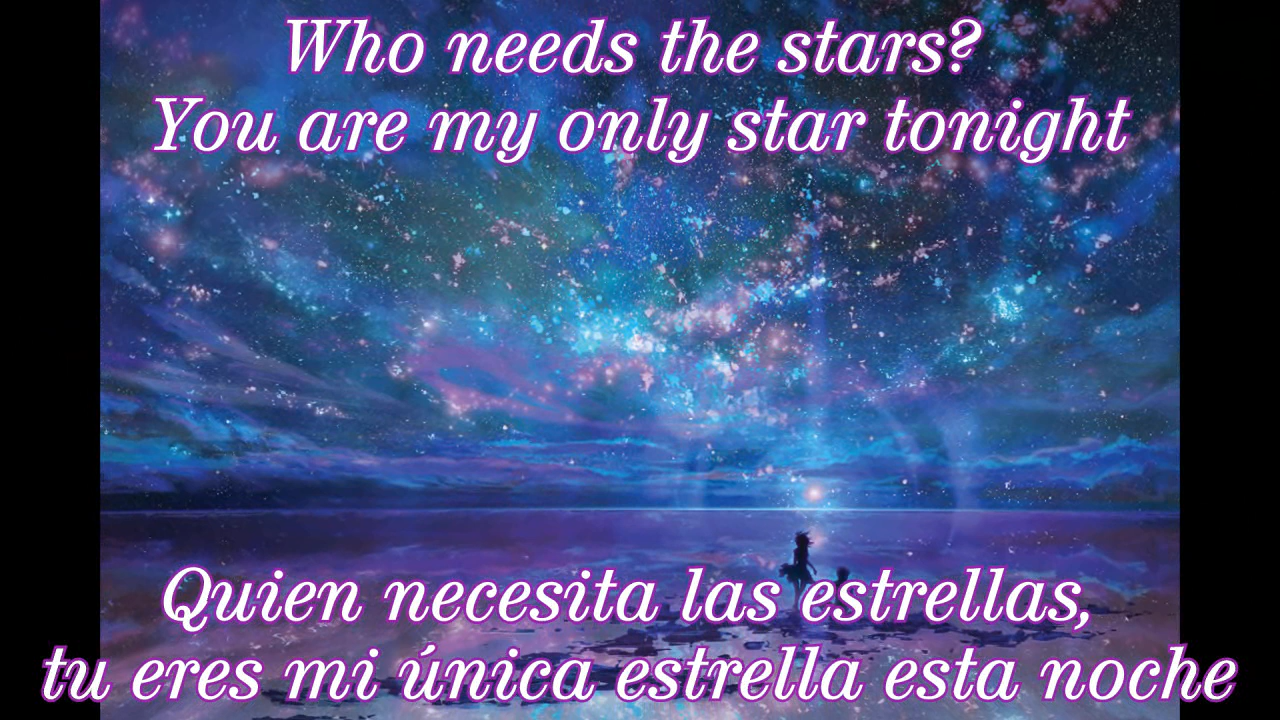 Who needs the stars?
You are my only star tonight
Quien necesita las estrellas,
tu eres mi única estrella esta noche